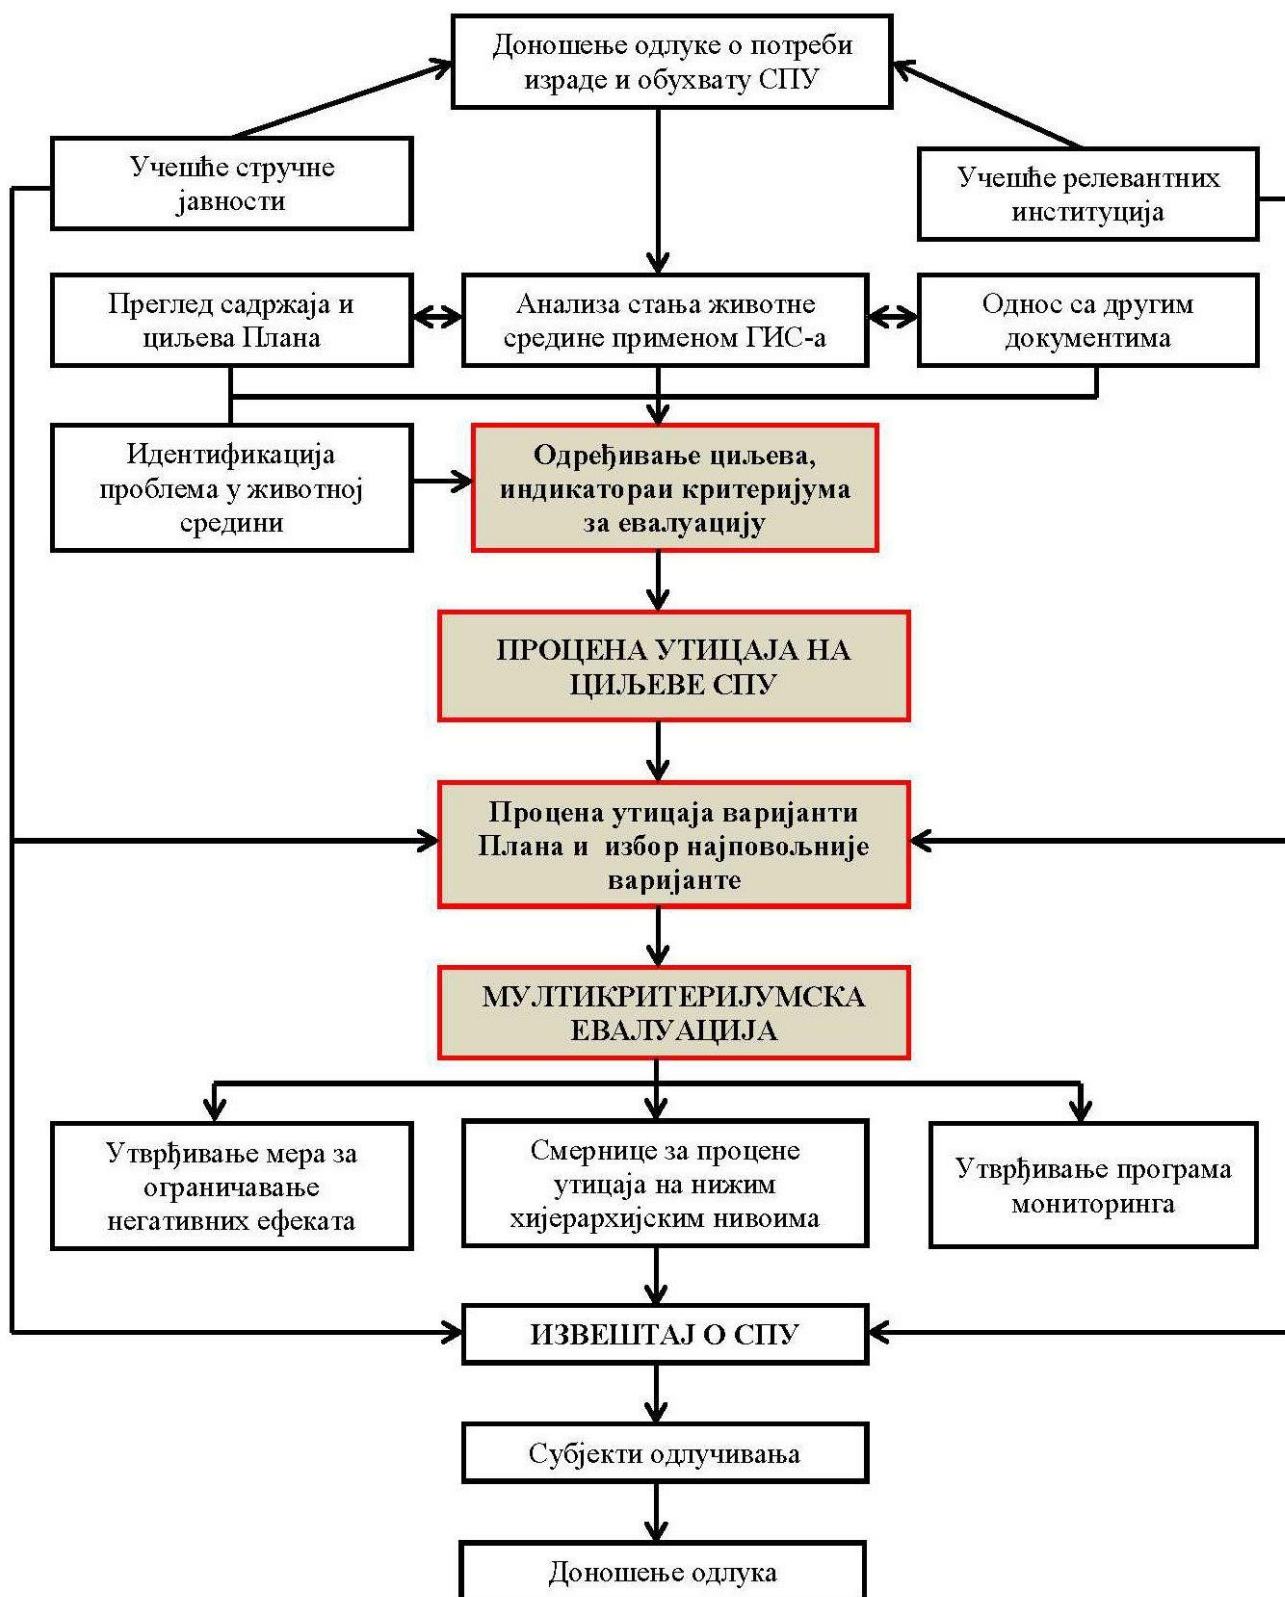 Доношење одлуке о потреби
израде и обухвату СПУ
Учешће стручне
јавности
Учешће релевантних
институција
Преглед садржаја и
циљева Плана
Анализа стања животне
средине применом ГИС-а
Однос са другим
документима
Идентификација
проблема у животној
средини
Одређивање циљева,
индикатораи критеријума
за евалуацију
ПРОЦЕНА УТИЦАЈА НА
ЦИЉЕВЕ СПУ
Процена утицаја варијанти
Плана и избор најповољније
варијанте
МУЛТИКРИТЕРИЈУМСКА
ЕВАЛУАЦИЈА
Утврђивање мера за
ограничавање
негативних ефеката
Смернице за процене
утицаја на нижим
хијерархијским нивоима
Утврђивање програма
мониторинга
ИЗВЕШТАЈ О СПУ
Субјекти одлучивања
Доношење одлука